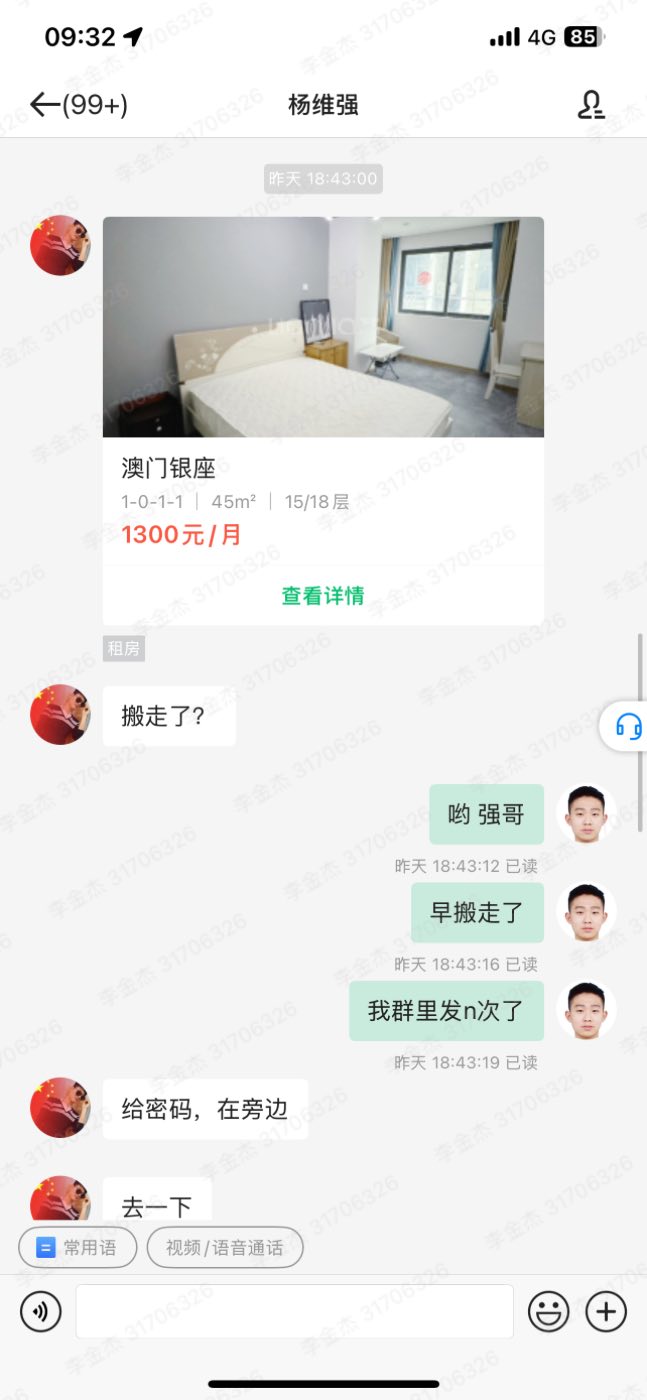 09:32
4G
85
(99+)
杨维强
昨天 18:43:00
澳门银座
1-0-1-1 | 45m² | 15/18层
1300元/月
查看详情
租房
搬走了?
哟 强哥
昨天 18:43:12 已读
早搬走了
昨天 18:43:16 已读
我群里发n次了
昨天 18:43:19 已读
给密码，在旁边
去一下
常用语
视频/语音通话
李金杰 31706326